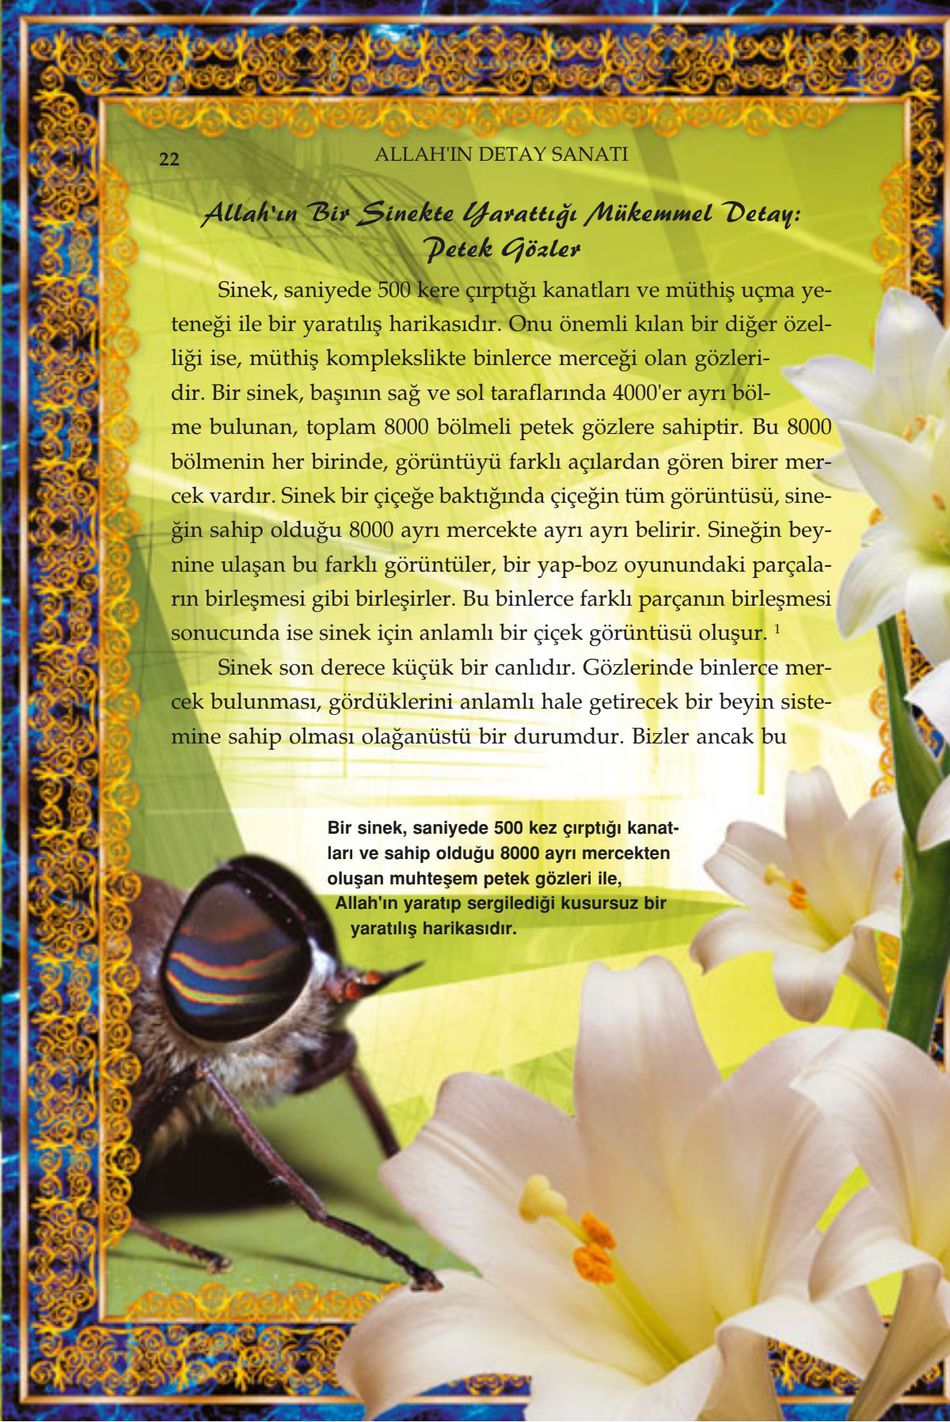 22
ALLAH'IN DETAY SANATI
Allah'ın Bir Sinekte Yarattığı Mükemmel Detay:
Petek Gözler
Sinek, saniyede 500 kere çırptığı kanatları ve müthiş uçma ye-
teneği ile bir yaratılış harikasıdır. Onu önemli kılan bir diğer özel-
liği ise, müthiş komplekslikte binlerce merceği olan gözleri-
dir. Bir sinek, başının sağ ve sol taraflarında 4000'er ayrı böl-
me bulunan, toplam 8000 bölmeli petek gözlere sahiptir. Bu 8000
bölmenin her birinde, görüntüyü farklı açılardan gören birer mer-
cek vardır. Sinek bir çiçeğe baktığında çiçeğin tüm görüntüsü, sine-
ğin sahip olduğu 8000 ayrı mercekte ayrı ayrı belirir. Sineğin bey-
nine ulaşan bu farklı görüntüler, bir yap-boz oyunundaki parçala-
rın birleşmesi gibi birleşirler. Bu binlerce farklı parçanın birleşmesi
sonucunda ise sinek için anlamlı bir çiçek görüntüsü oluşur. 1
Sinek son derece küçük bir canlıdır. Gözlerinde binlerce mer-
cek bulunması, gördüklerini anlamlı hale getirecek bir beyin siste-
mine sahip olması olağanüstü bir durumdur. Bizler ancak bu
Bir sinek, saniyede 500 kez çırptığı kanat-
ları ve sahip olduğu 8000 ayrı mercekten
oluşan muhteşem petek gözleri ile,
Allah'ın yaratıp sergilediği kusursuz bir
yaratılış harikasıdır.